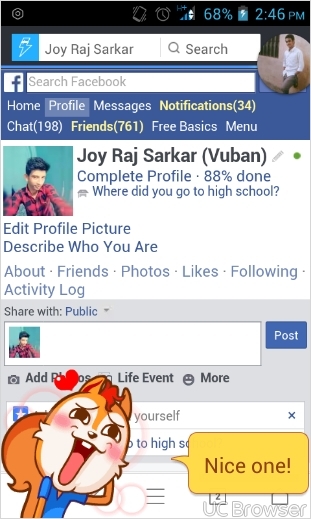 68% 2:46 PM
Joy Raj Sarkar Search
f Search Facebook
Home Profile Messages Notifications(34)
Chat(198) Friends(761) Free Basics Menu
Joy Raj Sarkar (Vuban)
Complete Profile · 88% done
Where did you go to high school?
Edit Profile Picture
Describe Who You Are
About · Friends · Photos · Likes · Following ·
Activity Log
Share with: Public
Post
Add Photos Life Event More
yourself ×
to high
Nice one!
2
UC Browser